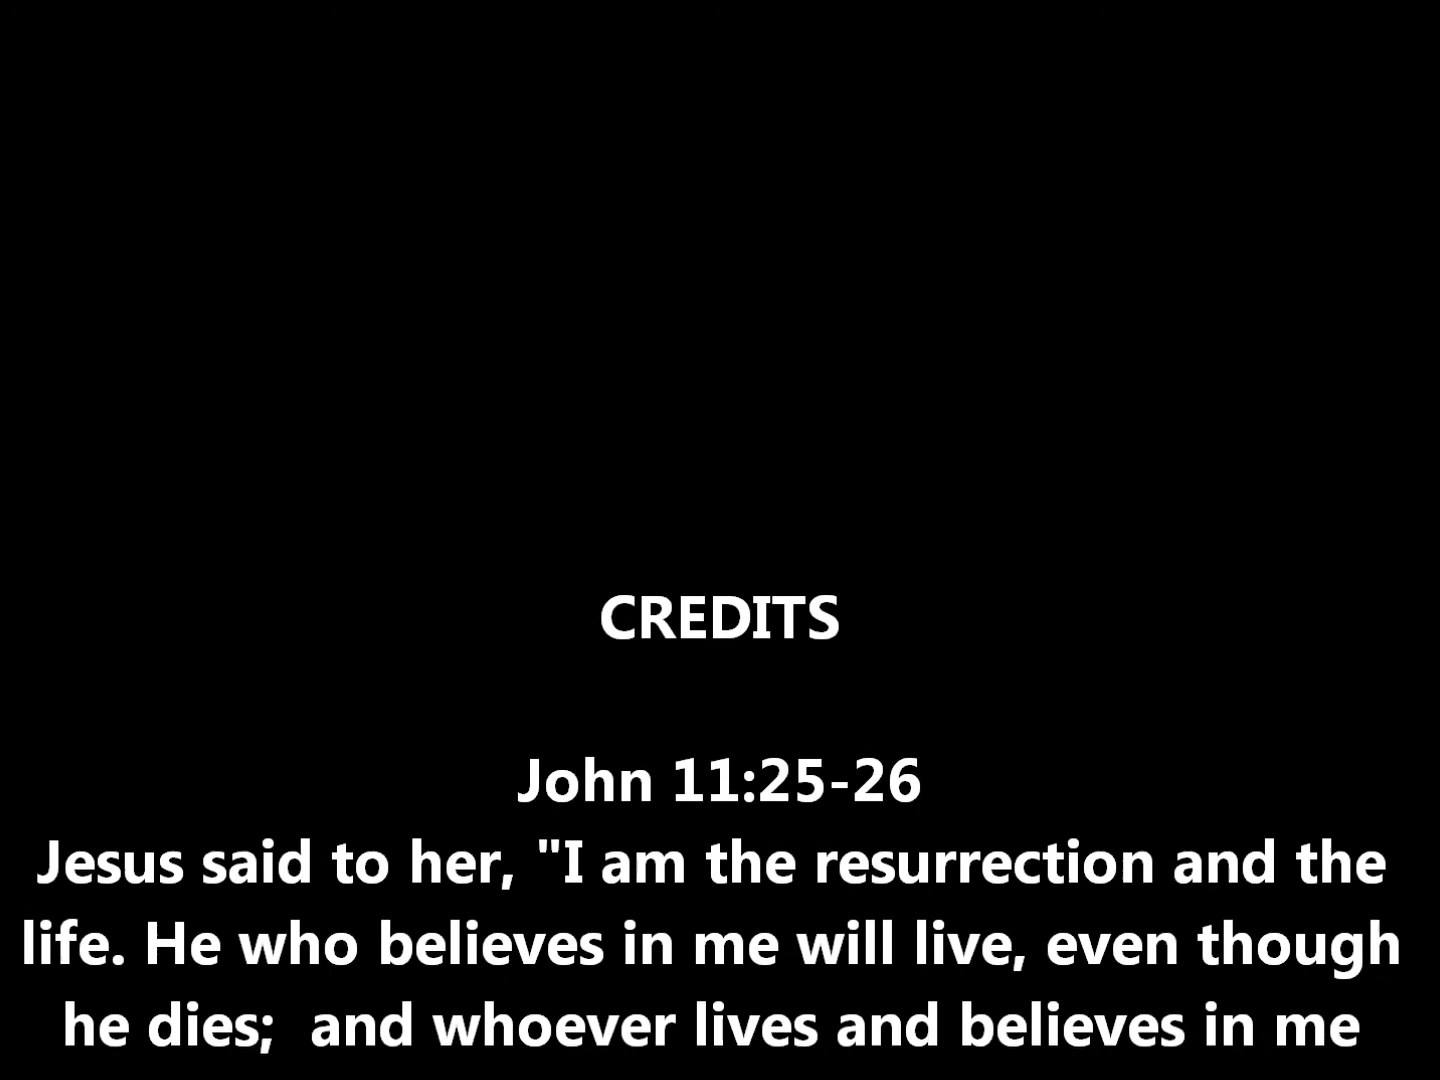 CREDITS
John 11:25-26
Jesus said to her, "I am the resurrection and the
life. He who believes in me will live, even though
he dies;  and whoever lives and believes in me